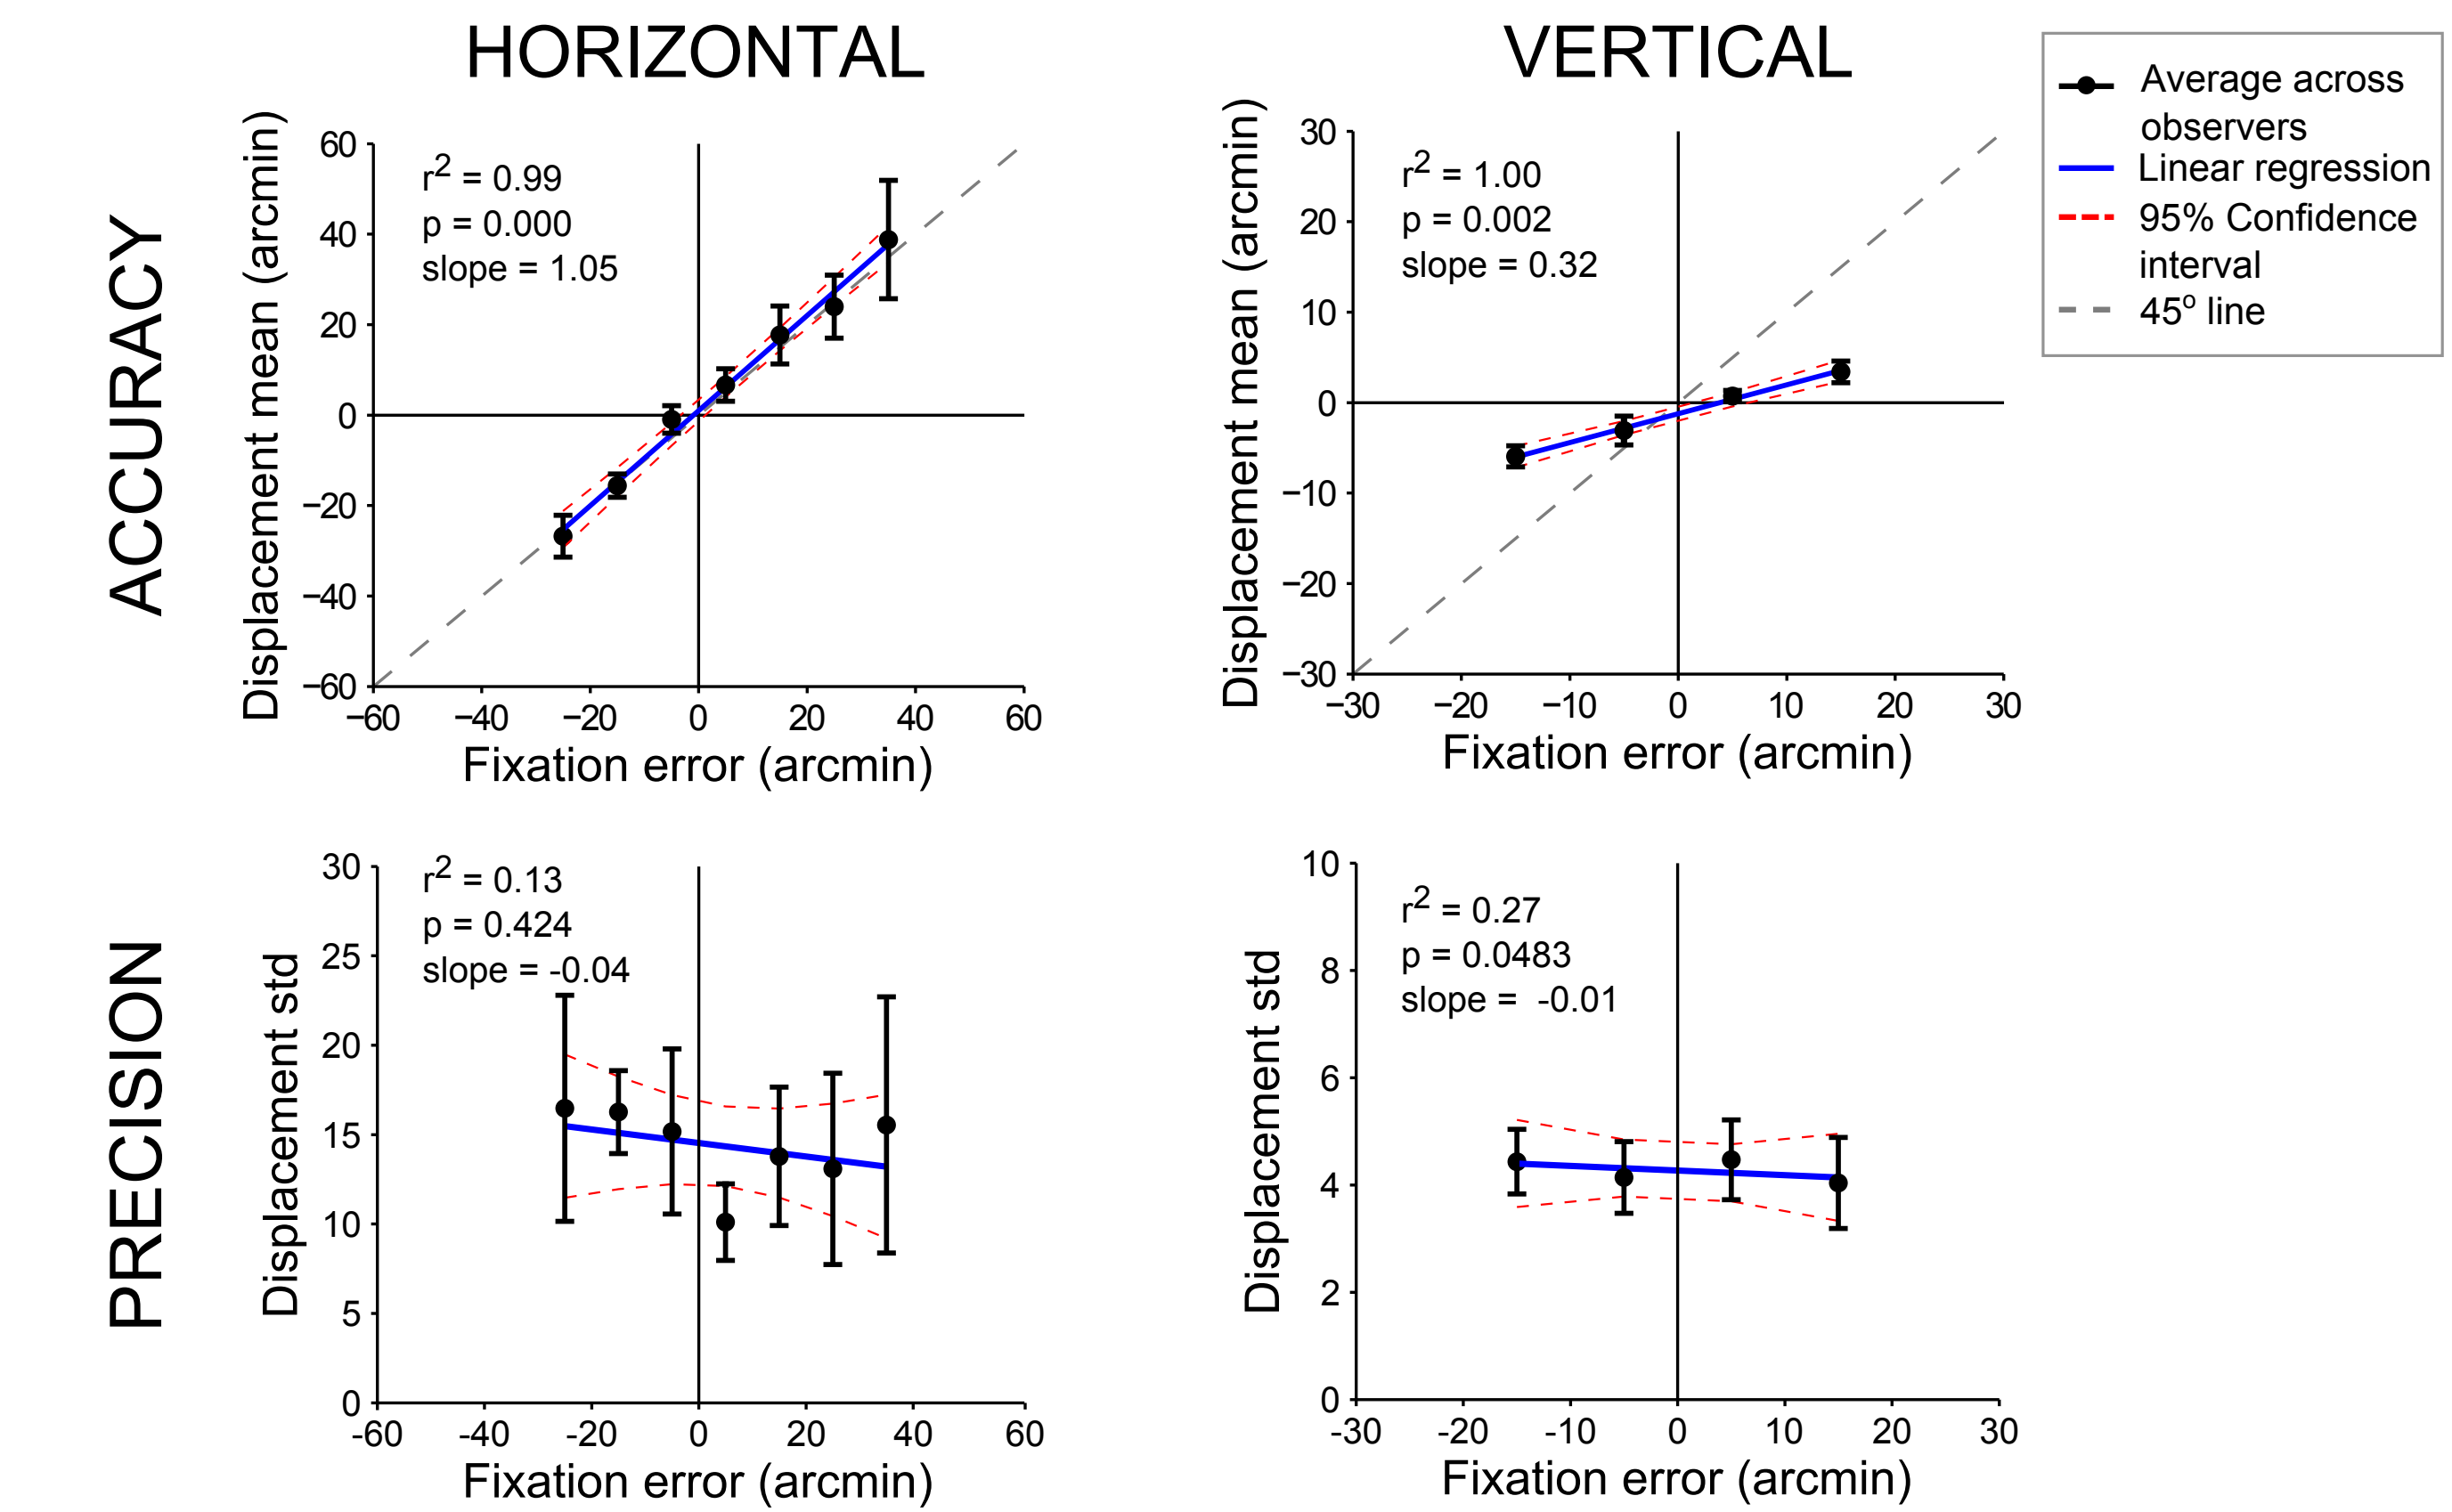 HORIZONTAL
VERTICAL
ACCURACY
Displacement mean (arcmin)
60
40
20
0
−20
−40
−60
r2 = 0.99
p = 0.000
slope = 1.05
−60 −40 −20 0 20 40 60
Fixation error (arcmin)
Displacement mean (arcmin)
30
20
10
0
−10
−20
−30
r2 = 1.00
p = 0.002
slope = 0.32
−30 −20 −10 0 10 20 30
Fixation error (arcmin)
Average across
observers
Linear regression
95% Confidence
interval
45o line
PRECISION
Displacement std
30
25
20
15
10
5
0
r2 = 0.13
p = 0.424
slope = -0.04
-60 -40 -20 0 20 40 60
Fixation error (arcmin)
Displacement std
10
8
6
4
2
0
r2 = 0.27
p = 0.0483
slope = -0.01
-30 -20 -10 0 10 20 30
Fixation error (arcmin)